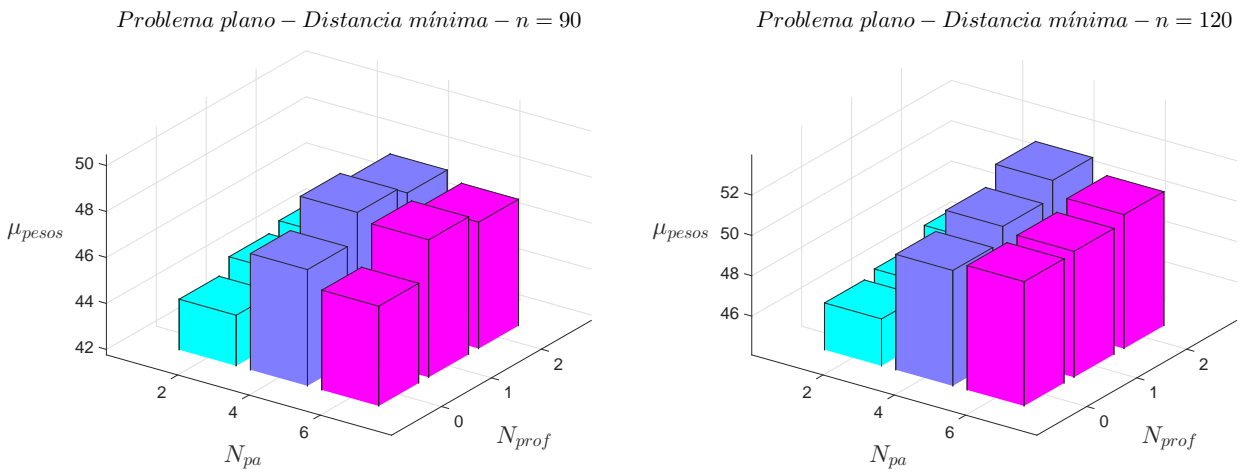 Problema plano – Distancia mínima – n = 90
50
48
46
44
42
μpesos
2
4
6
Npa
0
1
2
Nprof
Problema plano – Distancia mínima – n = 120
52
50
48
46
μpesos
2
4
6
Npa
0
1
2
Nprof